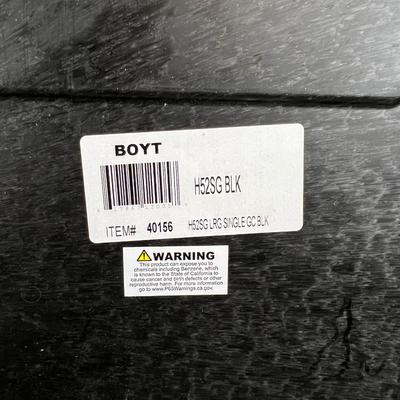 BOYT
H52SG BLK
ITEM# 40156
H52SG LRG SINGLE GC BLK
WARNING
This product can expose you to
chemicals including Benzene, which
is known to the State of California to
cause cancer and birth defects or other
reproductive harm. For more information
go to www.P65Warnings.ca.gov.